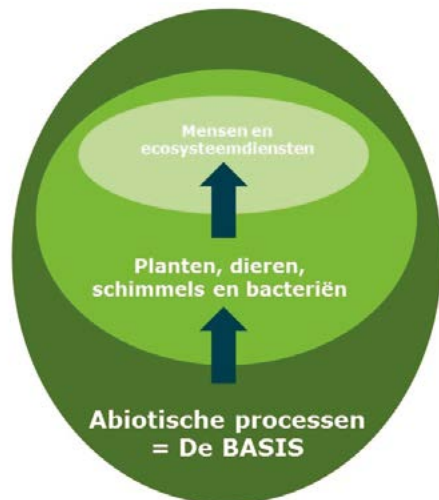 Mensen en
ecosysteemdiensten
Planten, dieren,
schimmels en bacteriën
Abiotische processen
= De BASIS